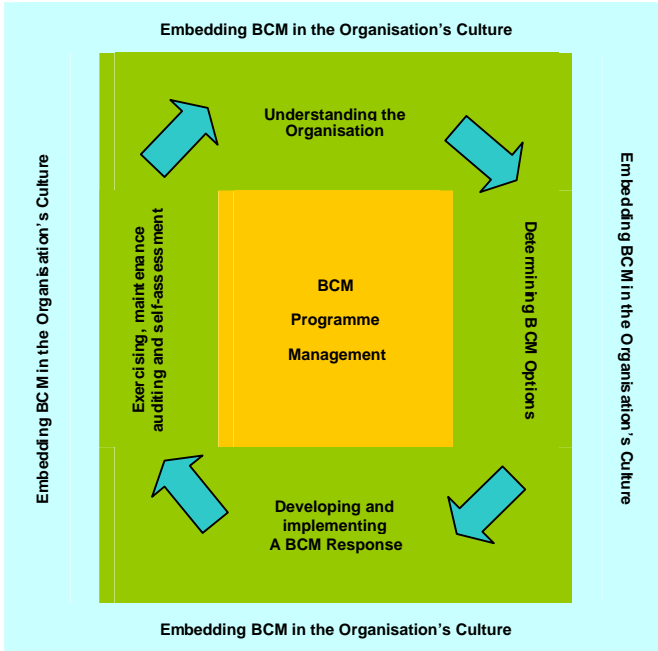 Embedding BCM in the Organisation's Culture
Understanding the
Organisation
Embedding BCM in the Organisation's Culture
Exercising, maintenance
auditing and self-assessment
BCM
Programme
Management
Determining BCM Options
Embedding BCM in the Organisation's Culture
Developing and
implementing
A BCM Response
Embedding BCM in the Organisation's Culture